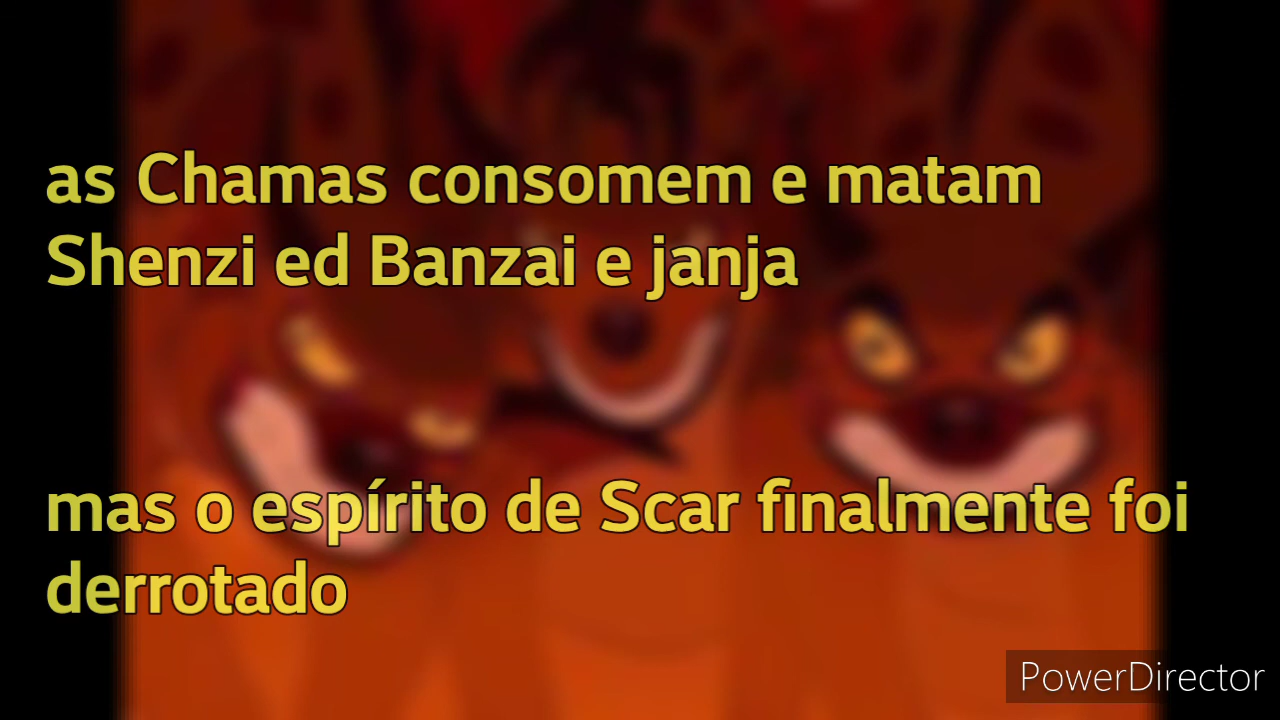 as Chamas consomem e matam
Shenzi ed Banzai e janja
mas o espírito de Scar finalmente foi
derrotado
PowerDirector